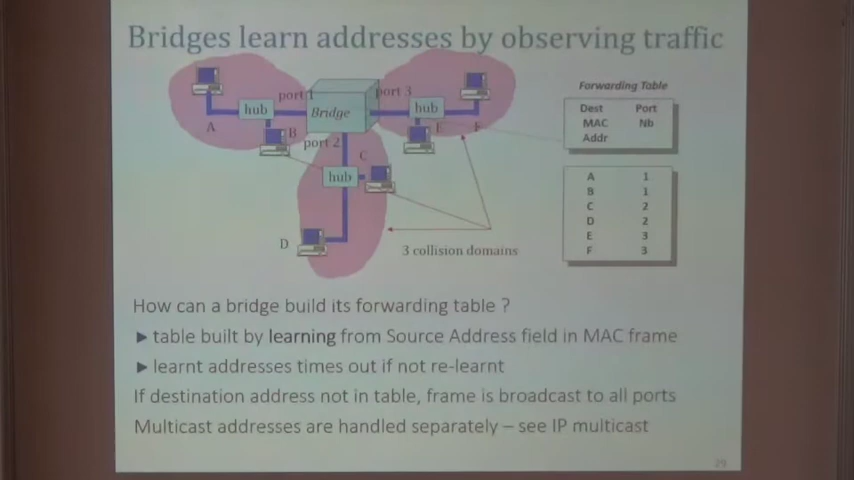 Bridges learn addresses by observing traffic
Forwarding Table
Dest Port
MAC Nb
Addr
port 1
port 3
hub
Bridge
hub
A
B
E
F
port 2
C
hub
D
3 collision domains
A 1
B 1
C 2
D 2
E 3
F 3
How can a bridge build its forwarding table ?
▶ table built by learning from Source Address field in MAC frame
▶ learnt addresses times out if not re-learnt
If destination address not in table, frame is broadcast to all ports
Multicast addresses are handled separately – see IP multicast
29